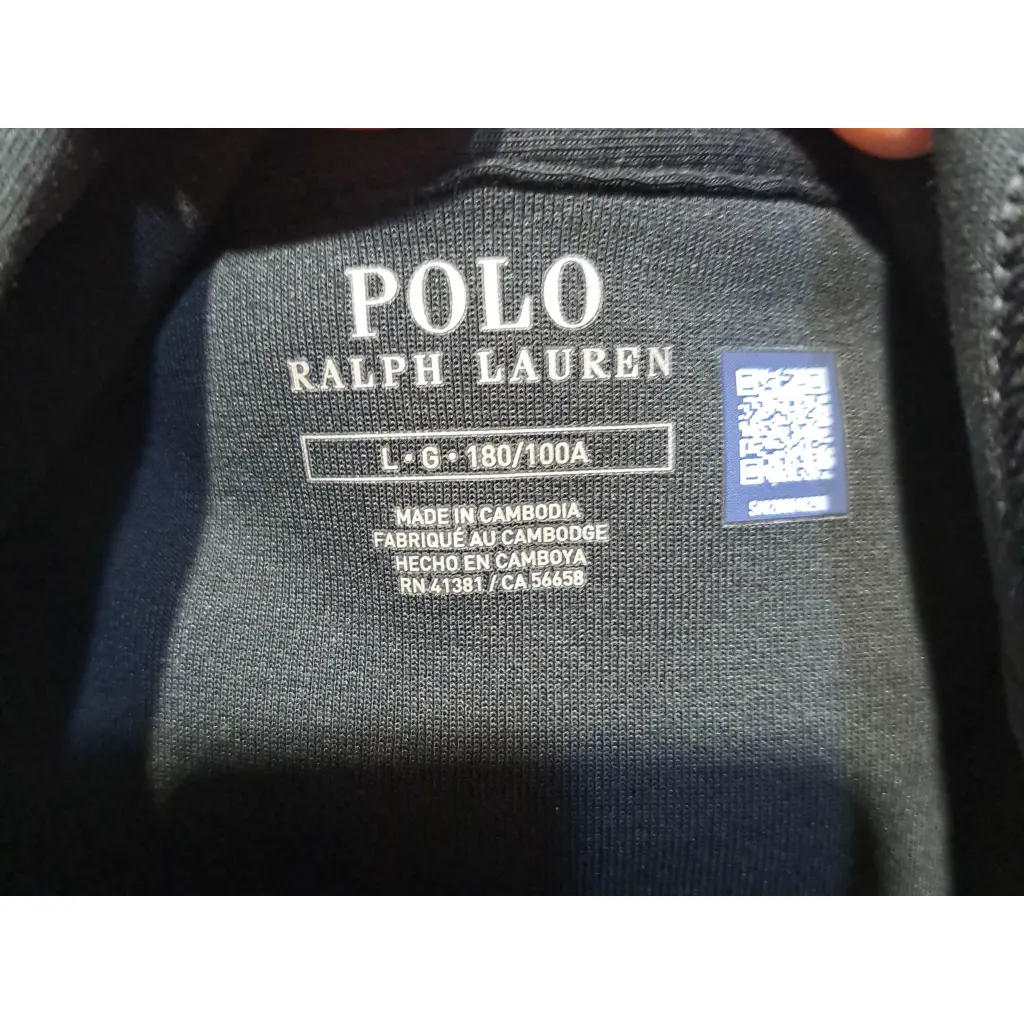 POLO
RALPH LAUREN
L • G • 180/100A
MADE IN CAMBODIA
FABRIQUÉ AU CAMBODGE
HECHO EN CAMBOYA
RN 41381 / CA 56658